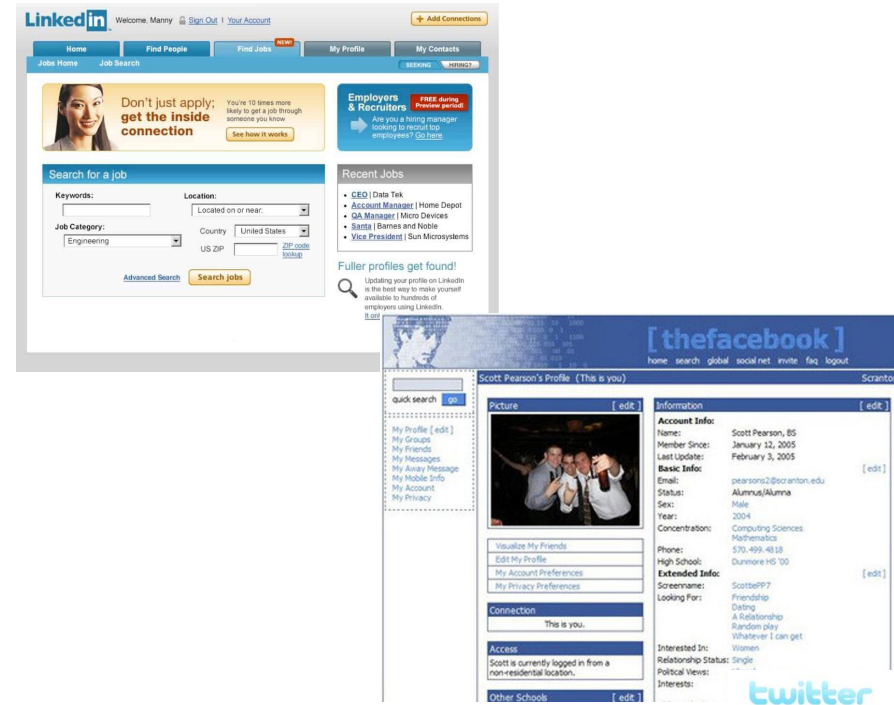 Linked in
Welcome, Manny Sign Out | Your Account
+ Add Connections
Home Find People Find Jobs NEW! My Profile My Contacts
Jobs Home Job Search SEEKING HIRING?
Don't just apply;
get the inside
connection
You're 10 times more
likely to get a job through
someone you know
See how it works
Employers
& Recruiters
FREE during
Preview period!
Are you a hiring manager
looking to recruit top
employees? Go here.
Search for a job
Keywords:
Location:
Located on or near:
Job Category:
Engineering
Country United States
US ZIP
ZIP code
lookup
Advanced Search Search jobs
Recent Jobs
CEO | Data Tek
Account Manager | Home Depot
QA Manager | Micro Devices
Santa | Barnes and Noble
Vice President | Sun Microsystems
Fuller profiles get found!
Updating your profile on LinkedIn
is the best way to make yourself
available to hundreds of
employers using LinkedIn.
[ thefacebook ]
home search global social net invite faq logout
quick search go
My Profile [ edit ]
My Groups
My Friends
My Messages
My Away Message
My Mobile Info
My Account
My Privacy
Scott Pearson's Profile (This is you)
Picture [ edit ]
Visualize My Friends
Edit My Profile
My Account Preferences
My Privacy Preferences
Connection
This is you.
Access
Scott is currently logged in from a
non-residential location.
Other Schools [ edit ]
Information [ edit ]
Account Info:
Name: Scott Pearson, BS
Member Since: January 12, 2005
Last Update: February 3, 2005
Basic Info: [ edit ]
Email: pearsons2@scranton.edu
Status: Alumnus/Alumna
Sex: Male
Year: 2004
Concentration: Computing Sciences
Mathematics
Phone: 570.499.4818
High School: Dunmore HS '00
Extended Info: [ edit ]
Screenname: ScottiePP7
Looking For: Friendship
Dating
A Relationship
Random play
Whatever I can get
Interested In: Women
Relationship Status: Single
Political Views:
Interests:
twitter